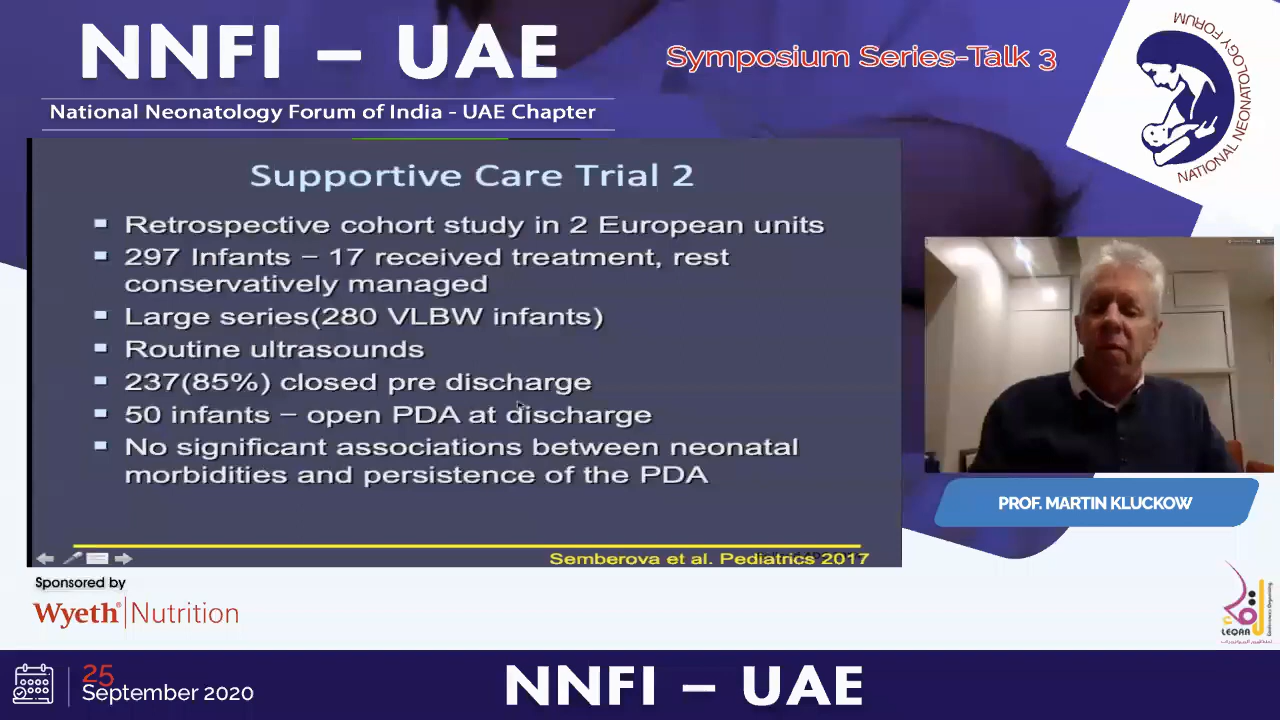 NNFI – UAE
National Neonatology Forum of India - UAE Chapter
Symposium Series-Talk 3
NATIONAL NEONATOLOGY FORUM
Supportive Care Trial 2
Retrospective cohort study in 2 European units
297 Infants – 17 received treatment, rest
conservatively managed
Large series(280 VLBW infants)
Routine ultrasounds
237(85%) closed pre discharge
50 infants – open PDA at discharge
No significant associations between neonatal
morbidities and persistence of the PDA
Semberova et al. Pediatrics 2017
PROF. MARTIN KLUCKOW
Sponsored by
Wyeth® Nutrition
LEQAA
25
September 2020
NNFI – UAE